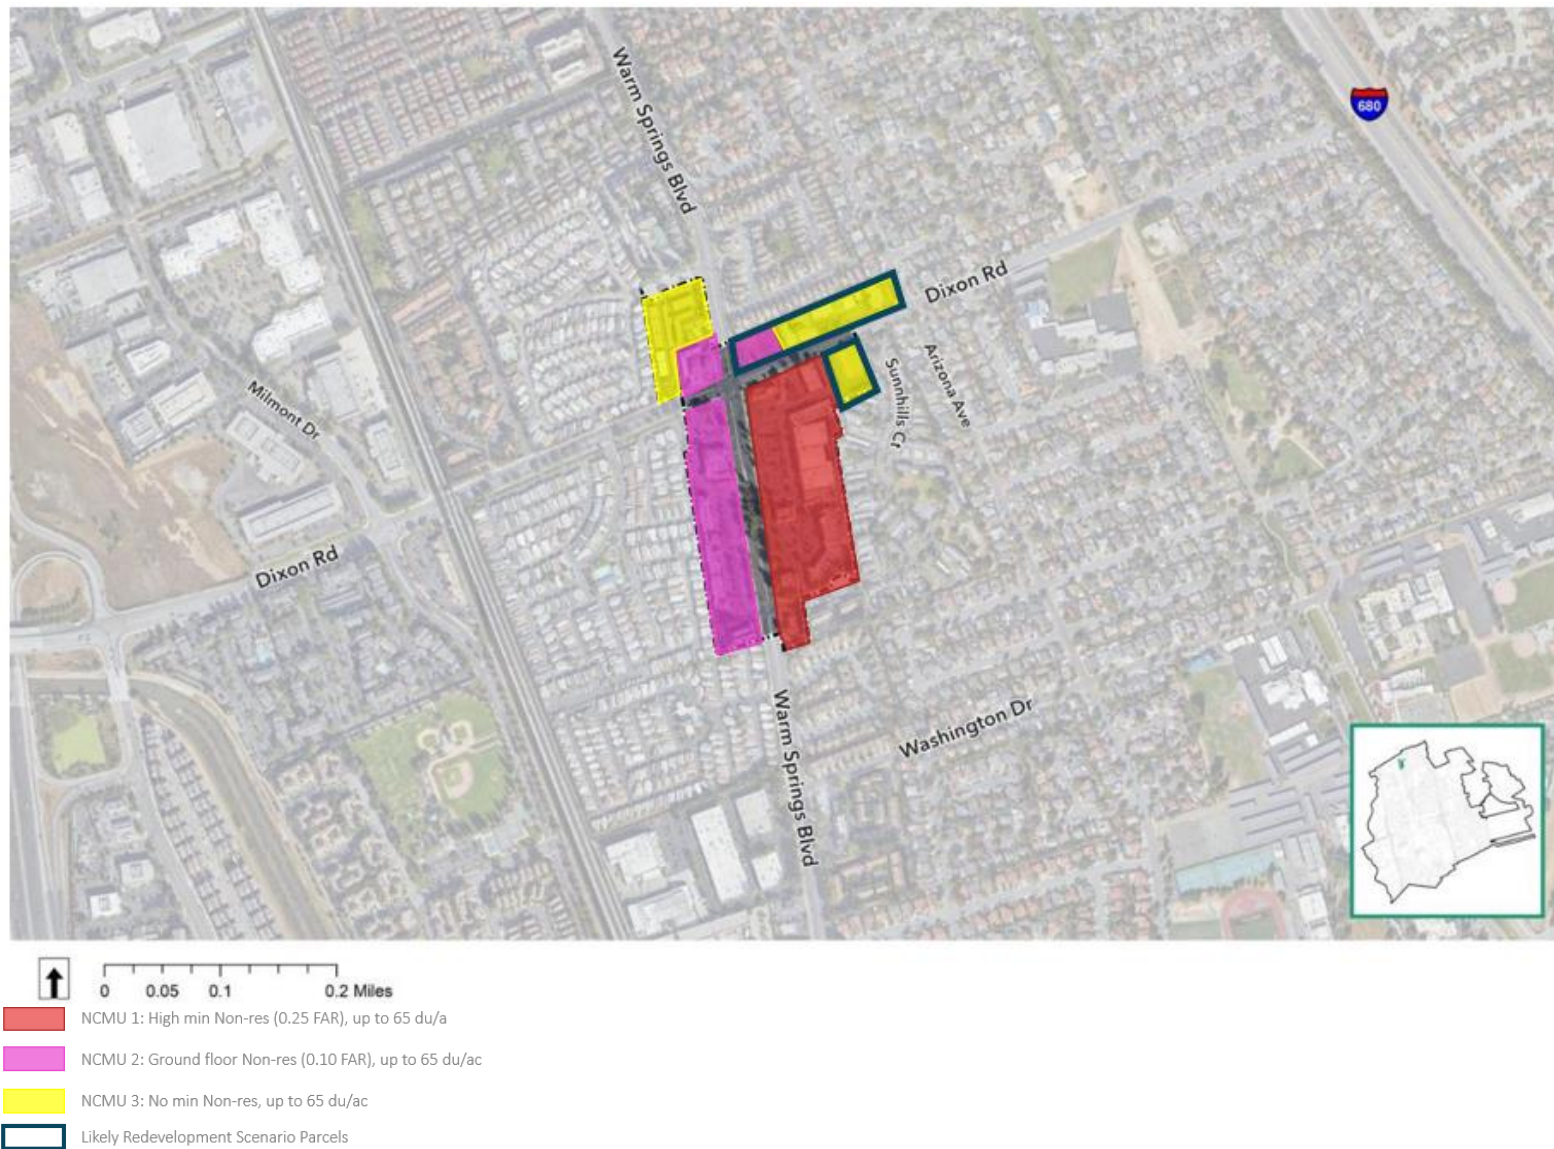 Warm Springs Blvd
680
Dixon Rd
Arizona Ave
Sunnhills Cr
Milmont Dr
Dixon Rd
Washington Dr
Warm Springs Blvd
0 0.05 0.1 0.2 Miles
NCMU 1: High min Non-res (0.25 FAR), up to 65 du/a
NCMU 2: Ground floor Non-res (0.10 FAR), up to 65 du/ac
NCMU 3: No min Non-res, up to 65 du/ac
Likely Redevelopment Scenario Parcels